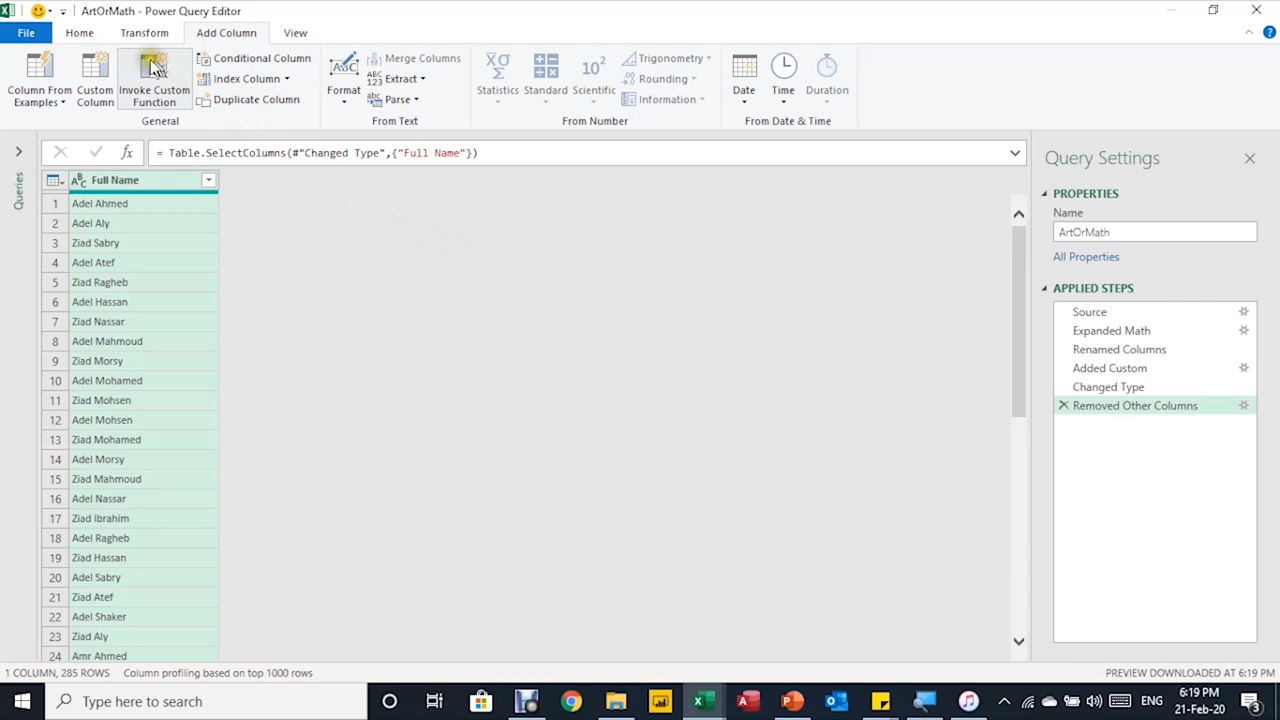 ArtOrMath - Power Query Editor
File
Home
Transform
Add Column
View
Column From
Examples
Custom
Column
Invoke Custom
Function
Conditional Column
Index Column
Duplicate Column
General
Format
ABC
Merge Columns
ABC
123
Extract
abc
Parse
From Text
Statistics
Standard
10²
Scientific
Trigonometry
Rounding
Information
From Number
Date
Time
Duration
From Date & Time
Queries
fx
= Table.SelectColumns(#"Changed Type",{"Full Name"})
ABC Full Name
1 Adel Ahmed
2 Adel Aly
3 Ziad Sabry
4 Adel Atef
5 Ziad Ragheb
6 Adel Hassan
7 Ziad Nassar
8 Adel Mahmoud
9 Ziad Morsy
10 Adel Mohamed
11 Ziad Mohsen
12 Adel Mohsen
13 Ziad Mohamed
14 Adel Morsy
15 Ziad Mahmoud
16 Adel Nassar
17 Ziad Ibrahim
18 Adel Ragheb
19 Ziad Hassan
20 Adel Sabry
21 Ziad Atef
22 Adel Shaker
23 Ziad Aly
24 Amr Ahmed
Query Settings
PROPERTIES
Name
ArtOrMath
All Properties
APPLIED STEPS
Source
Expanded Math
Renamed Columns
Added Custom
Changed Type
Removed Other Columns
1 COLUMN, 285 ROWS
Column profiling based on top 1000 rows
PREVIEW DOWNLOADED AT 6:19 PM
Type here to search
ENG
6:19 PM
21-Feb-20
3